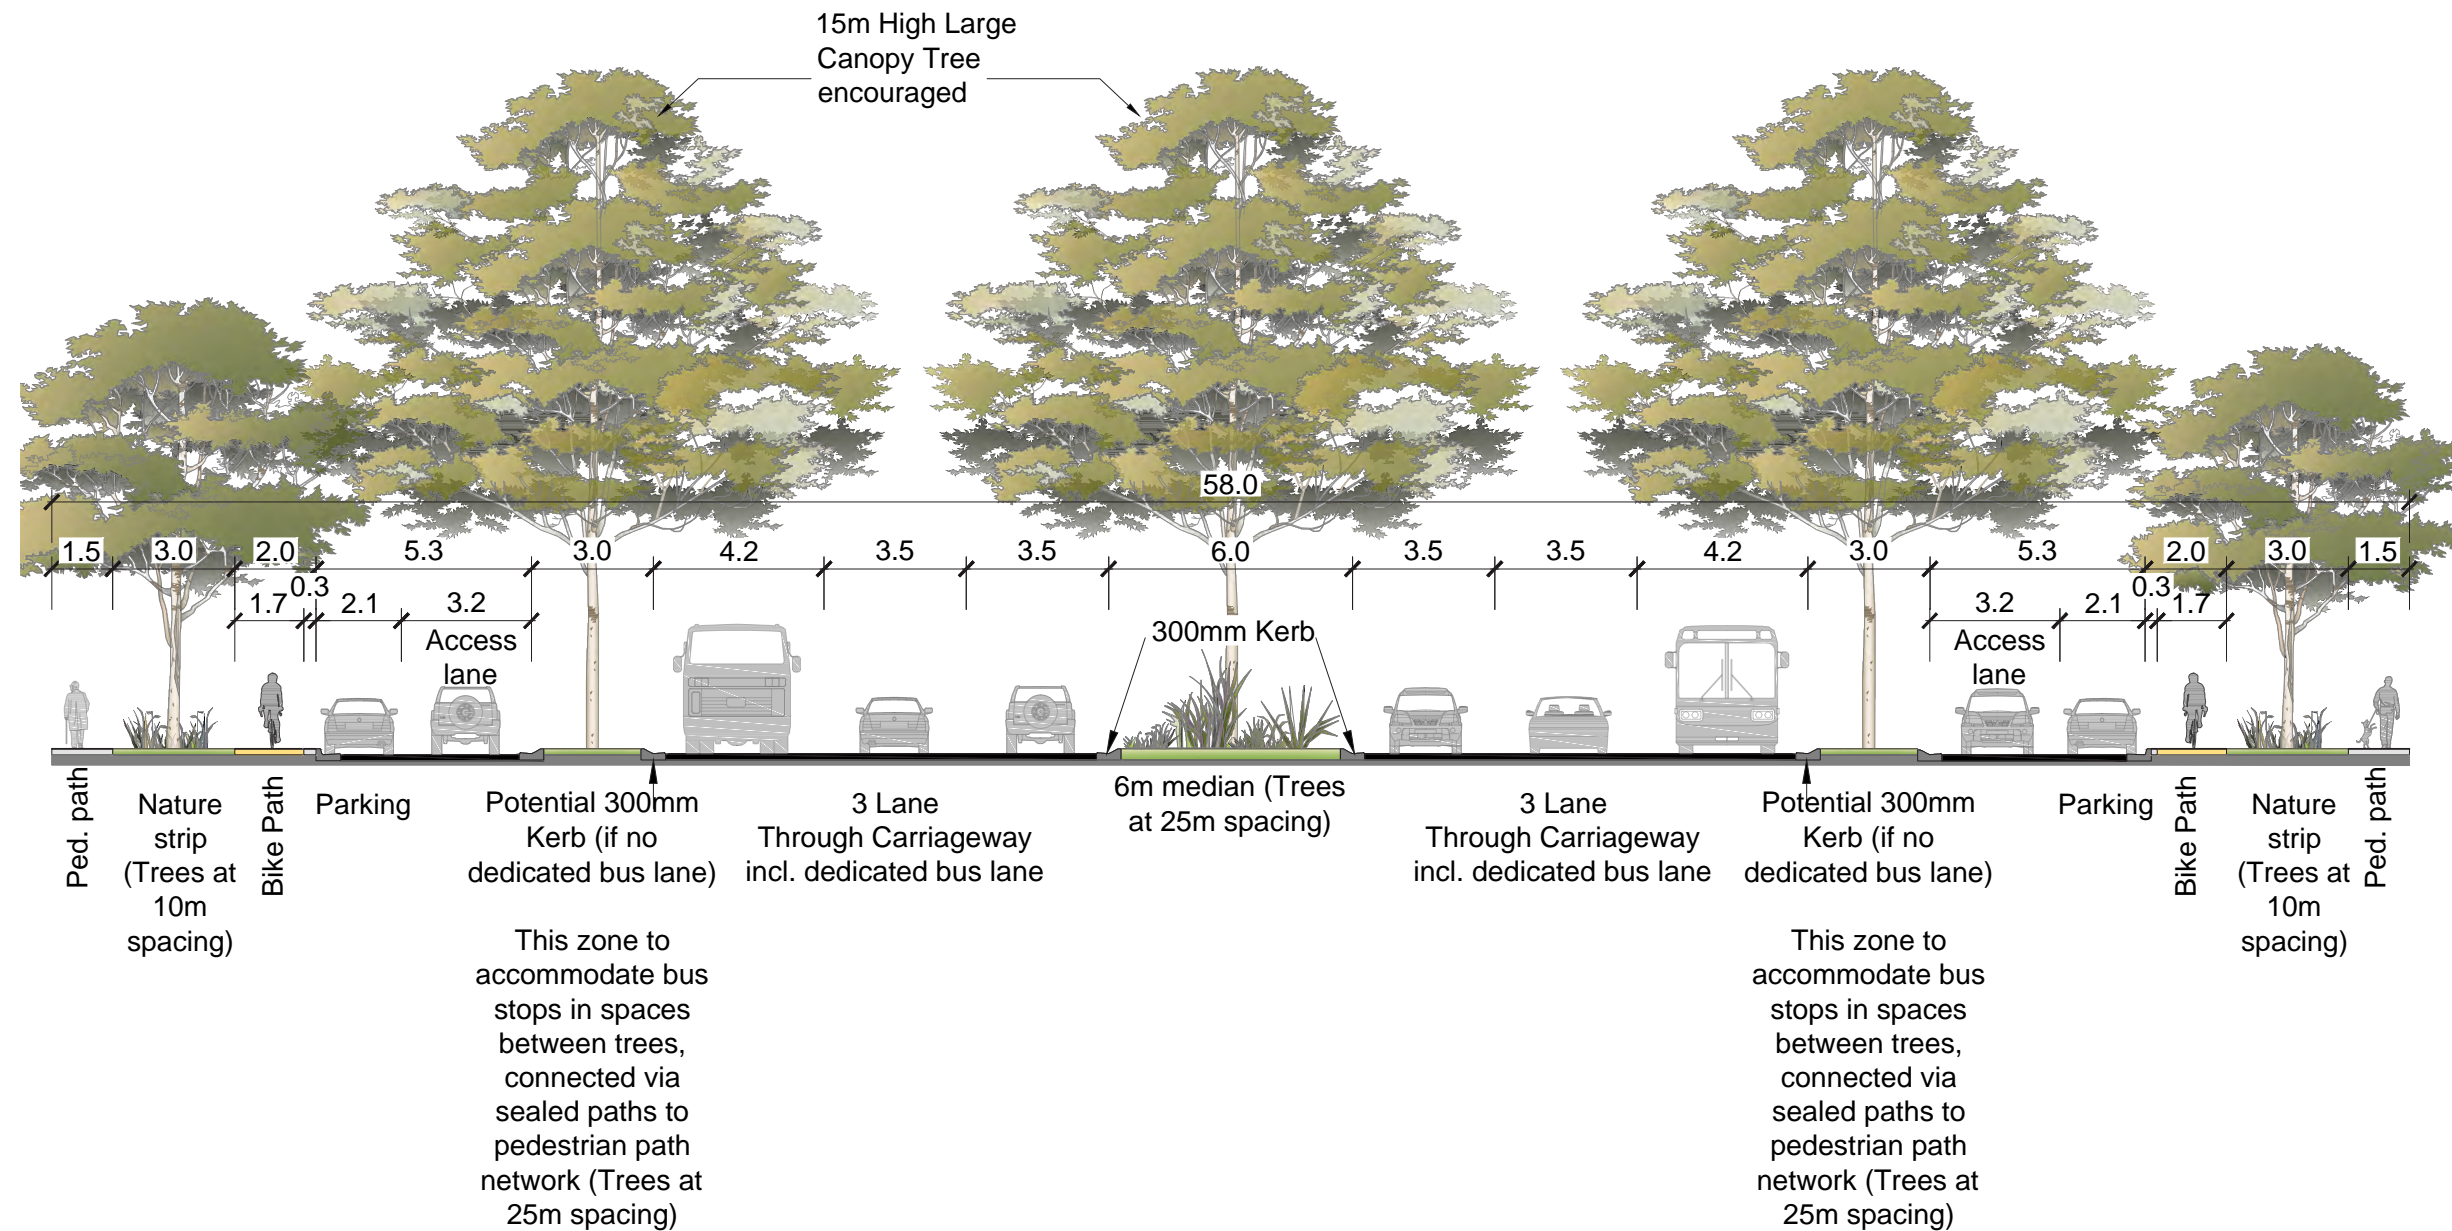 15m High Large
Canopy Tree
encouraged
58.0
1.5 3.0 2.0 5.3 3.0 4.2 3.5 3.5 6.0 3.5 3.5 4.2 3.0 5.3 2.0 3.0 1.5
0.3 0.3
1.7 2.1 3.2 3.2 2.1 1.7
Access
lane
300mm Kerb
Access
lane
Ped. path
Nature
strip
(Trees at
10m
spacing)
Bike Path
Parking
Potential 300mm
Kerb (if no
dedicated bus lane)
This zone to
accommodate bus
stops in spaces
between trees,
connected via
sealed paths to
pedestrian path
network (Trees at
25m spacing)
3 Lane
Through Carriageway
incl. dedicated bus lane
6m median (Trees
at 25m spacing)
3 Lane
Through Carriageway
incl. dedicated bus lane
Potential 300mm
Kerb (if no
dedicated bus lane)
This zone to
accommodate bus
stops in spaces
between trees,
connected via
sealed paths to
pedestrian path
network (Trees at
25m spacing)
Parking
Bike Path
Nature
strip
(Trees at
10m
spacing)
Ped. path